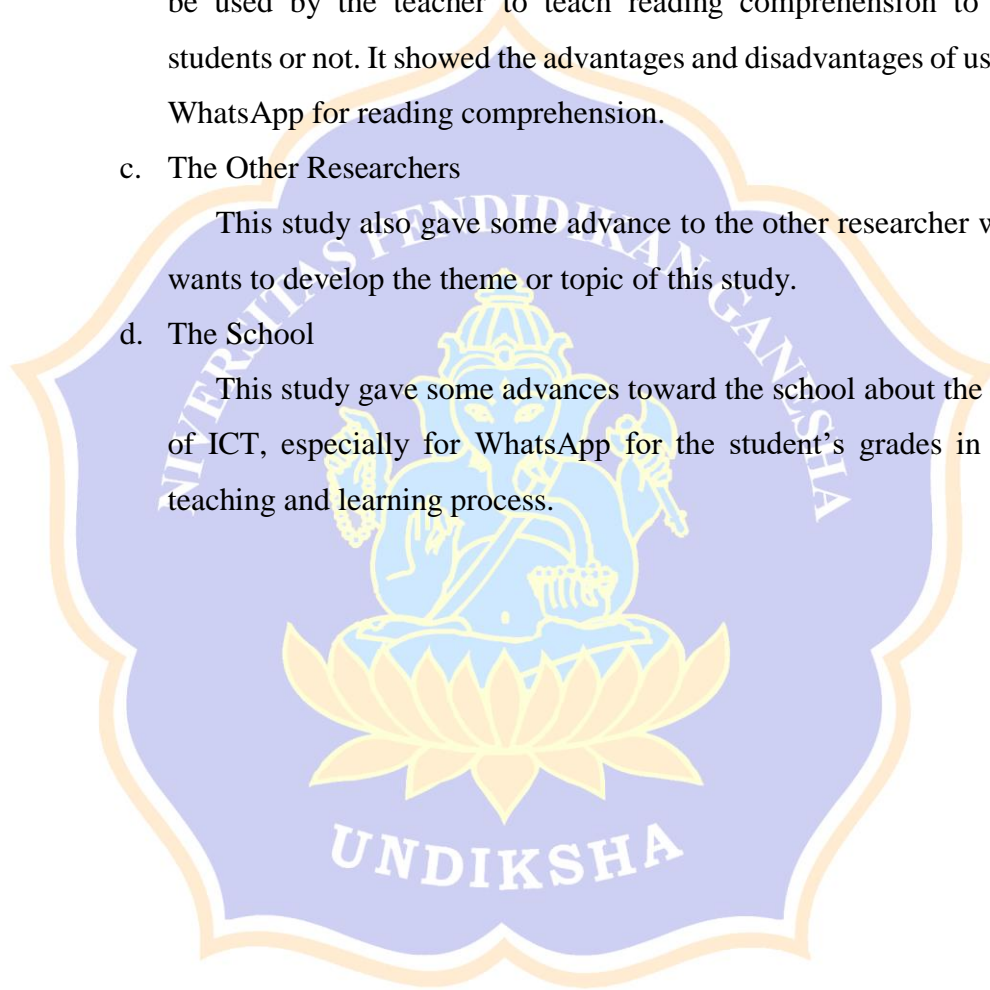 be used by the teacher to teach reading comprehension to
students or not. It showed the advantages and disadvantages of us
WhatsApp for reading comprehension.
c. The Other Researchers
This study also gave some advance to the other researcher w
wants to develop the theme or topic of this study.
d. The School
This study gave some advances toward the school about the
of ICT, especially for WhatsApp for the student’s grades in
teaching and learning process.
NIVERSITAS PENDIDIKAN GANESHA
UNDIKSHA